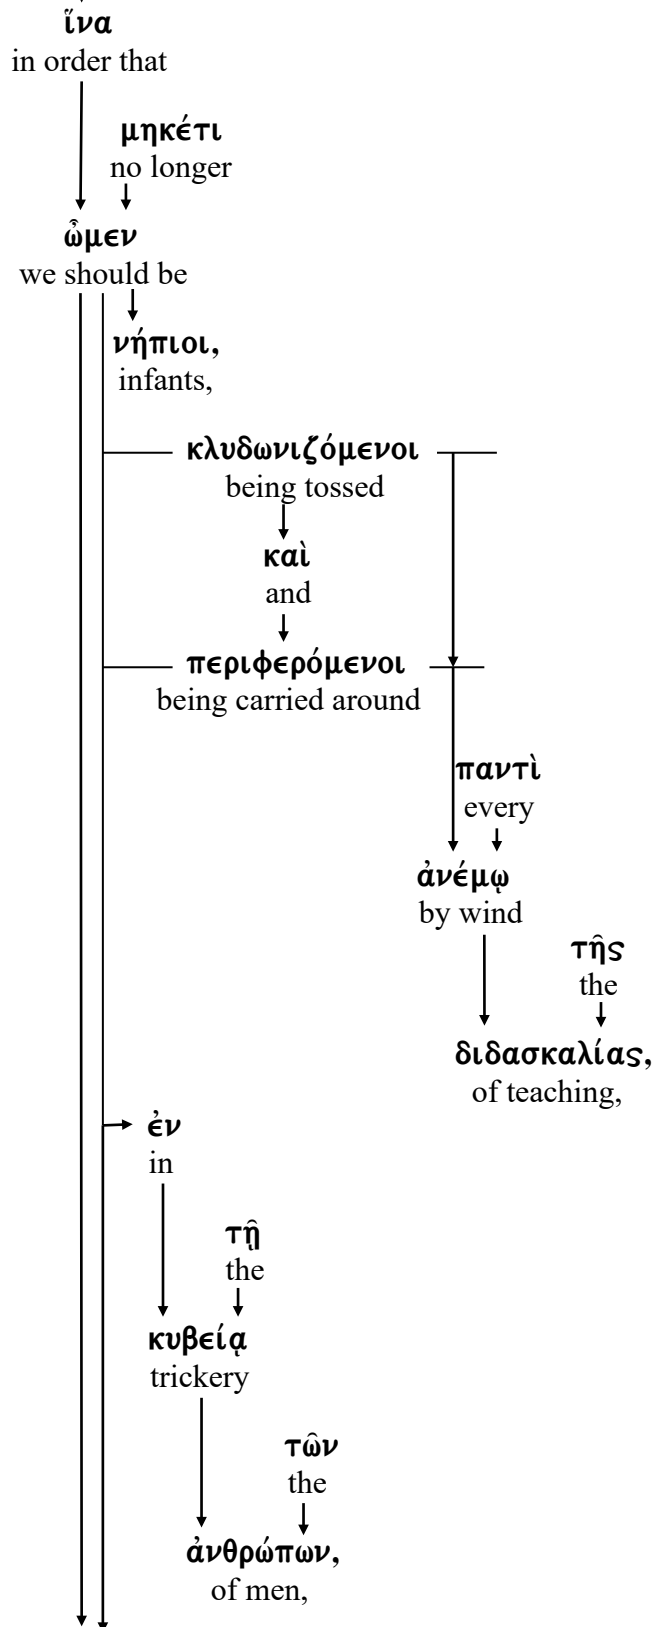 ἵνα
in order that
μηκέτι
no longer
ὦμεν
we should be
νήπιοι,
infants,
κλυδωνιζόμενοι
being tossed
καὶ
and
περιφερόμενοι
being carried around
παντὶ
every
ἀνέμῳ
by wind
τῆς
the
διδασκαλίας,
of teaching,
ἐν
in
τῇ
the
κυβείᾳ
trickery
τῶν
the
ἀνθρώπων,
of men,